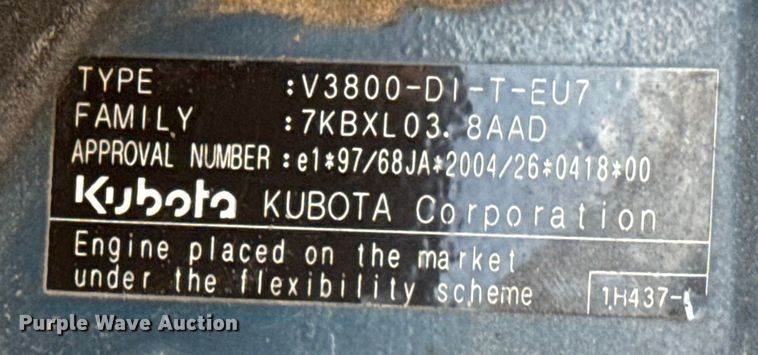 TYPE :V3800-DI-T-EU7
FAMILY :7KBXL03.8AAD
APPROVAL NUMBER :e1*97/68JA*2004/26*0418*00
Kubota KUBOTA Corporation
Engine placed on the market
under the flexibility scheme
1H437-
Purple Wave Auction